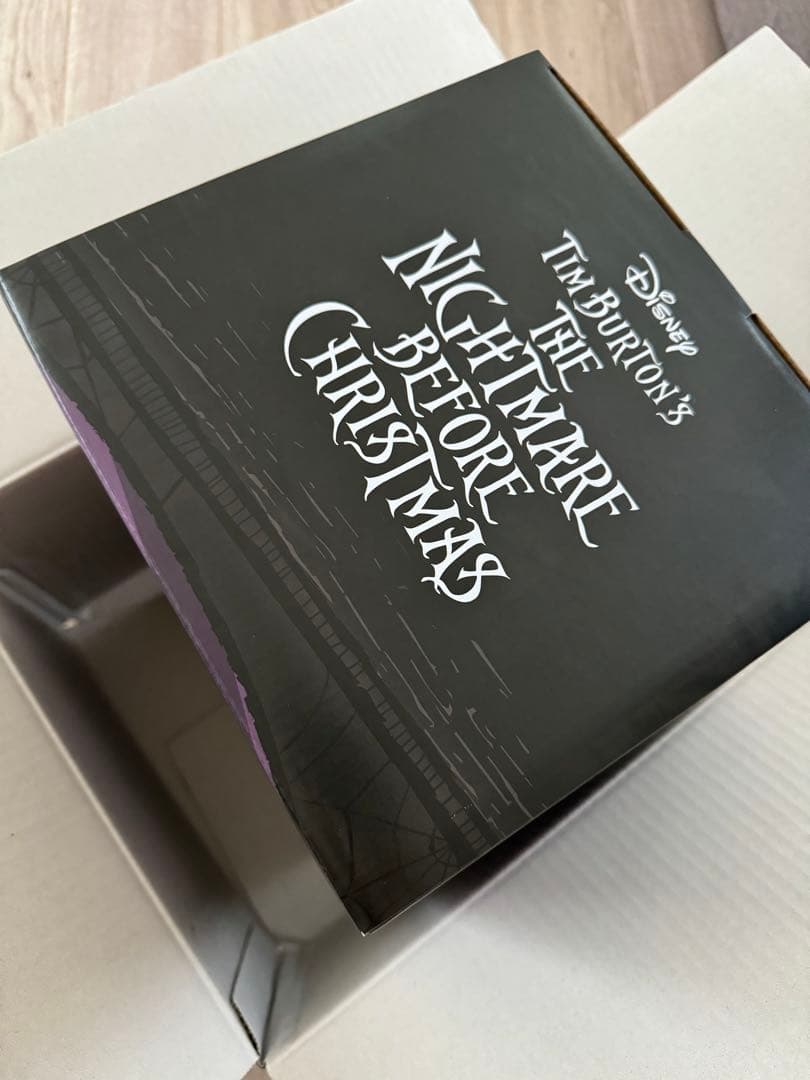 Disney
TIM BURTON'S
THE
NIGHTMARE
BEFORE
CHRISTMAS